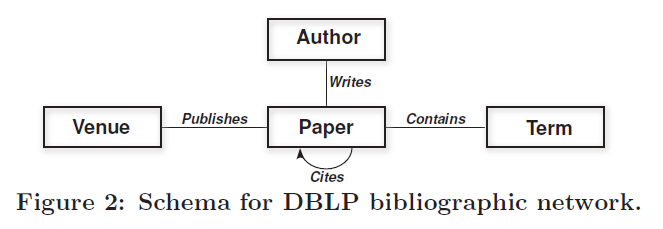 Author
Writes
Venue
Publishes
Paper
Contains
Term
Cites
Figure 2: Schema for DBLP bibliographic network.